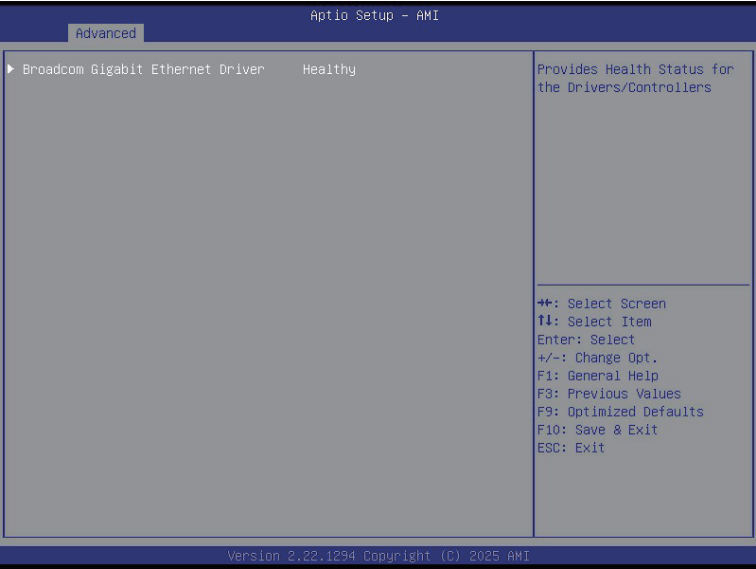 Aptio Setup – AMI
Advanced
▶ Broadcom Gigabit Ethernet Driver Healthy
Provides Health Status for
the Drivers/Controllers
→←: Select Screen
↑↓: Select Item
Enter: Select
+/-: Change Opt.
F1: General Help
F3: Previous Values
F9: Optimized Defaults
F10: Save & Exit
ESC: Exit
Version 2.22.1294 Copyright (C) 2025 AMI